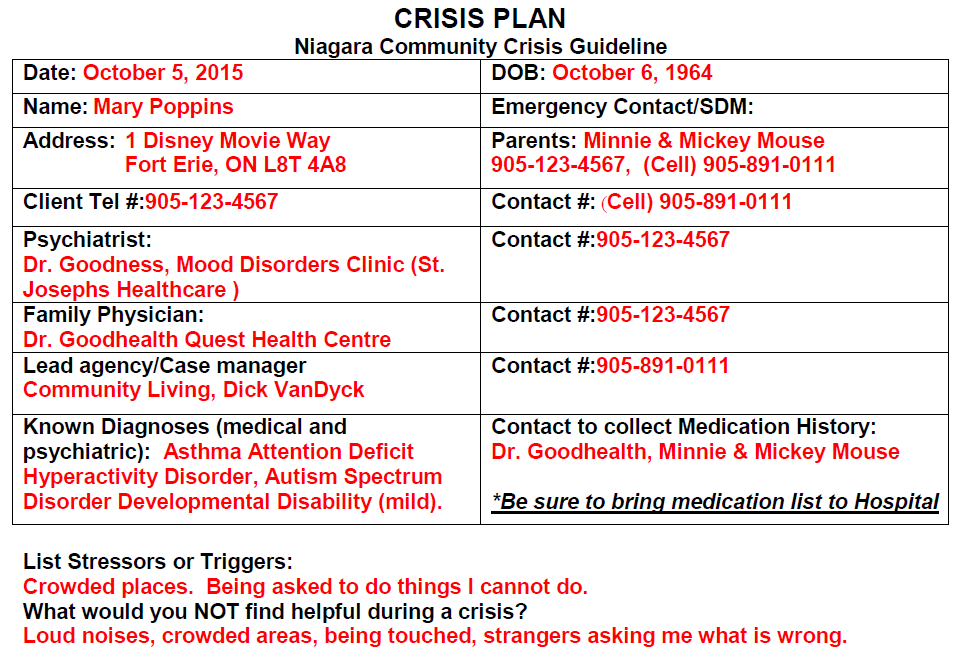 CRISIS PLAN
Niagara Community Crisis Guideline
Date: October 5, 2015
DOB: October 6, 1964
Name: Mary Poppins
Emergency Contact/SDM:
Address: 1 Disney Movie Way
Fort Erie, ON L8T 4A8
Parents: Minnie & Mickey Mouse
905-123-4567, (Cell) 905-891-0111
Client Tel #:905-123-4567
Contact #: (Cell) 905-891-0111
Psychiatrist:
Dr. Goodness, Mood Disorders Clinic (St.
Josephs Healthcare )
Contact #:905-123-4567
Family Physician:
Dr. Goodhealth Quest Health Centre
Contact #:905-123-4567
Lead agency/Case manager
Community Living, Dick VanDyck
Contact #:905-891-0111
Known Diagnoses (medical and
psychiatric): Asthma Attention Deficit
Hyperactivity Disorder, Autism Spectrum
Disorder Developmental Disability (mild).
Contact to collect Medication History:
Dr. Goodhealth, Minnie & Mickey Mouse
*Be sure to bring medication list to Hospital
List Stressors or Triggers:
Crowded places. Being asked to do things I cannot do.
What would you NOT find helpful during a crisis?
Loud noises, crowded areas, being touched, strangers asking me what is wrong.